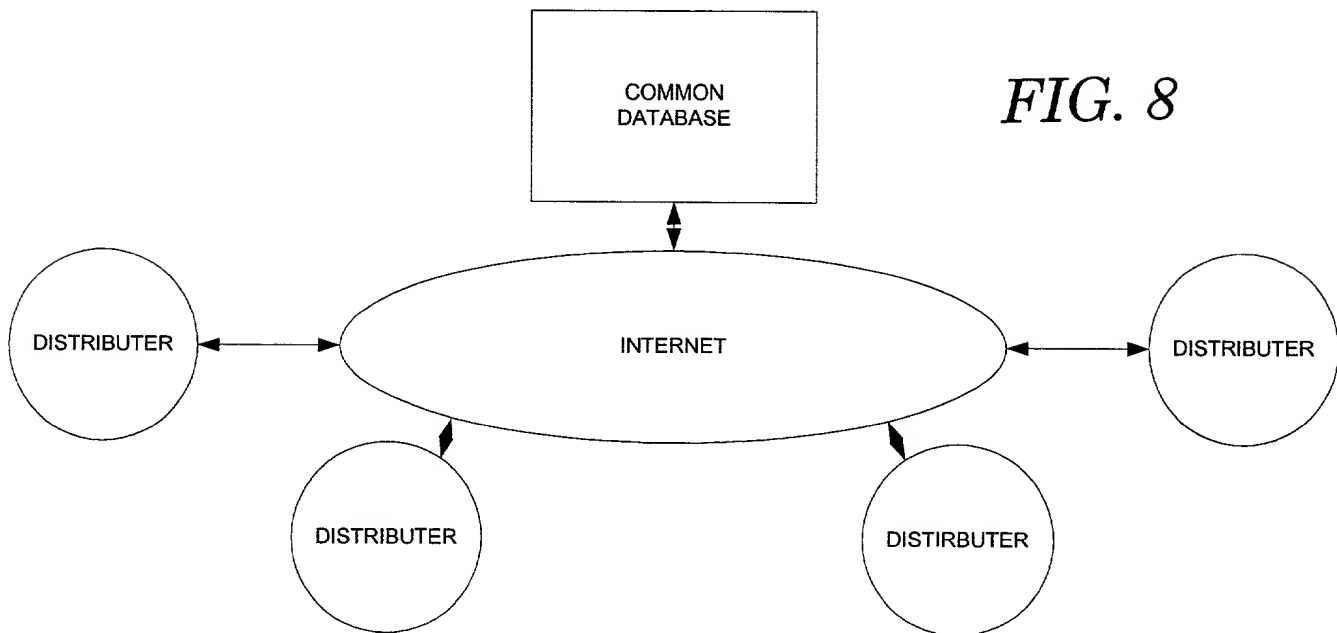 COMMON
DATABASE
FIG. 8
DISTRIBUTER
INTERNET
DISTRIBUTER
DISTRIBUTER
DISTIRBUTER